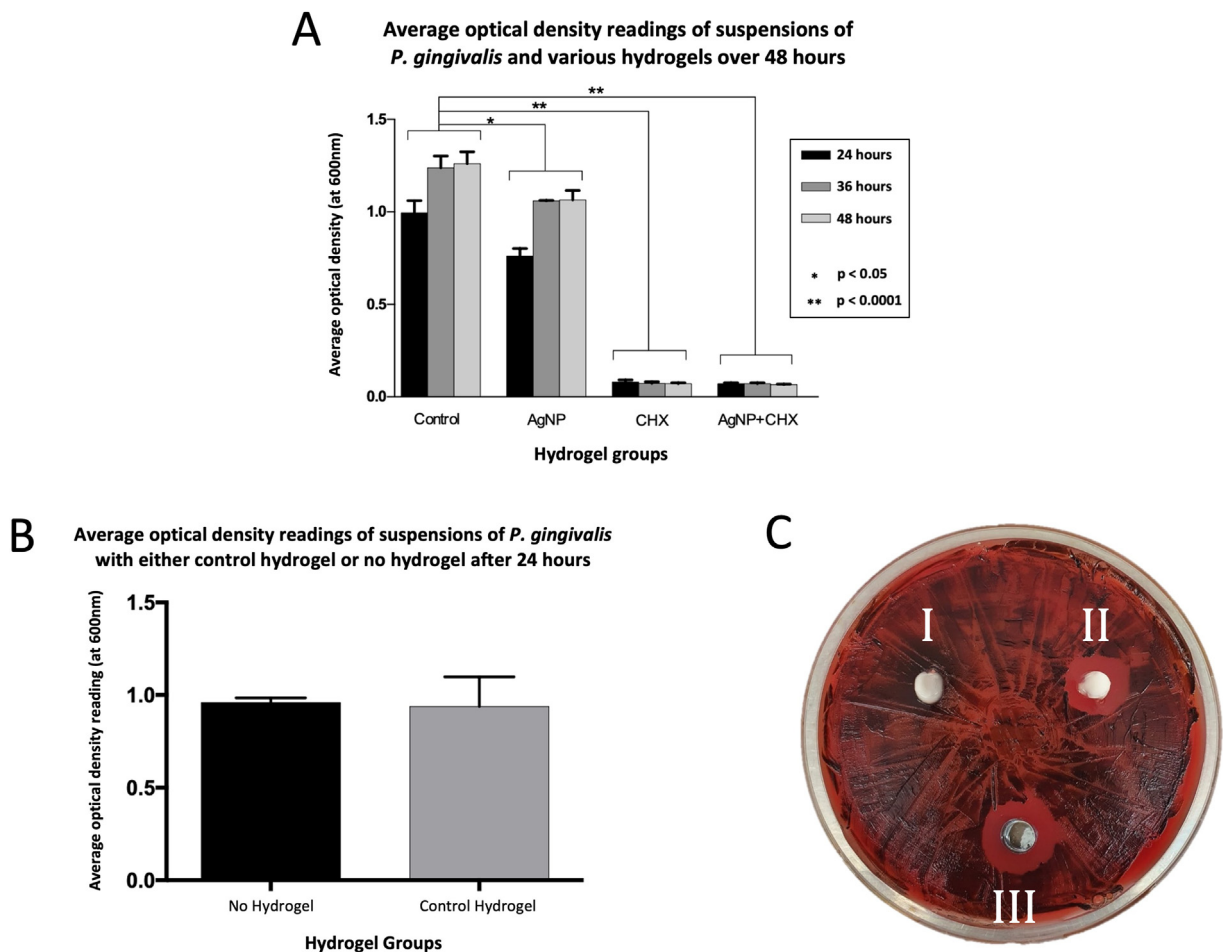 A
Average optical density readings of suspensions of
P. gingivalis and various hydrogels over 48 hours
**
**
*
1.5
1.0
0.5
0.0
Average optical density (at 600nm)
24 hours
36 hours
48 hours
* p < 0.05
** p < 0.0001
Control AgNP CHX AgNP+CHX
Hydrogel groups
B
Average optical density readings of suspensions of P. gingivalis
with either control hydrogel or no hydrogel after 24 hours
1.5
1.0
0.5
0.0
Average optical density reading (at 600nm)
No Hydrogel Control Hydrogel
Hydrogel Groups
C
I
II
III